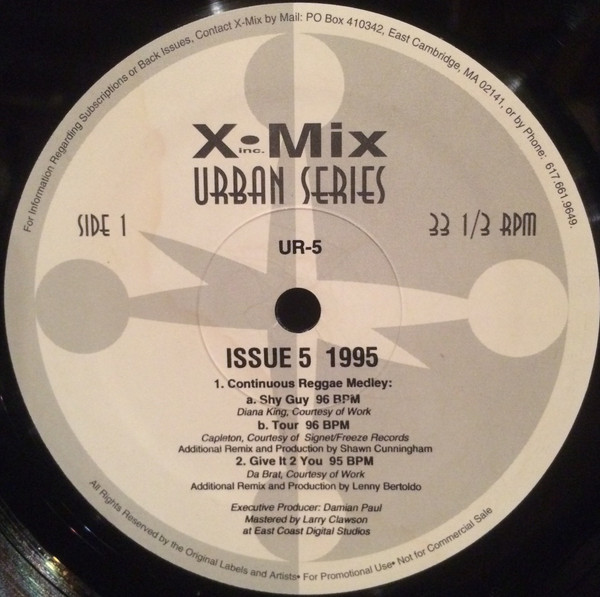 For Information Regarding Subscriptions or Back Issues, Contact X-Mix by Mail: PO Box 410342, East Cambridge, MA 02141, or by Phone: 617.661.9649.
X•Mix
inc.
URBAN SERIES
SIDE 1
33 1/3 RPM
UR-5
ISSUE 5 1995
1. Continuous Reggae Medley:
a. Shy Guy 96 BPM
Diana King, Courtesy of Work
b. Tour 96 BPM
Capleton, Courtesy of Signet/Freeze Records
Additional Remix and Production by Shawn Cunningham
2. Give It 2 You 95 BPM
Da Brat, Courtesy of Work
Additional Remix and Production by Lenny Bertoldo
Executive Producer: Damian Paul
Mastered by Larry Clawson
at East Coast Digital Studios
All Rights Reserved by the Original Labels and Artists• For Promotional Use• Not for Commercial Sale